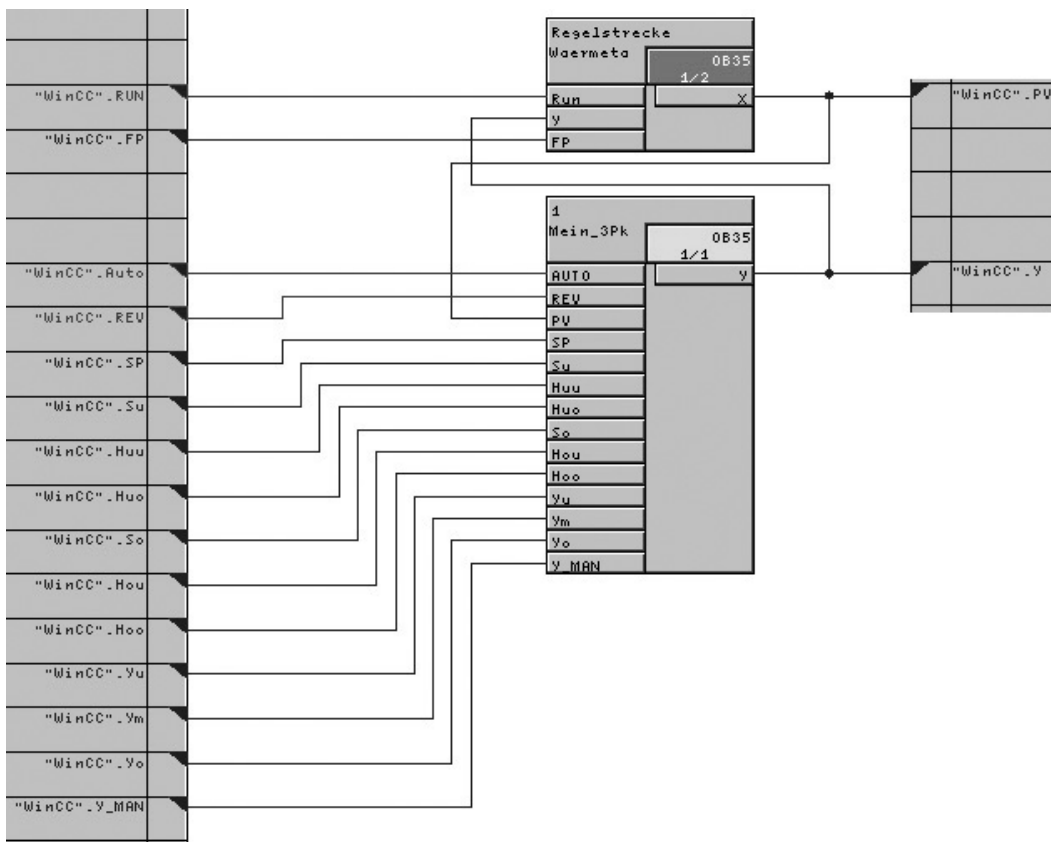 "WinCC".RUN
"WinCC".FP
"WinCC".Auto
"WinCC".REV
"WinCC".SP
"WinCC".Su
"WinCC".Huu
"WinCC".Huo
"WinCC".So
"WinCC".Hou
"WinCC".Hoo
"WinCC".Yu
"WinCC".Ym
"WinCC".Yo
"WinCC".Y_MAN
Regelstrecke
Waermeta
OB35
1/2
Run
X
Y
FP
1
Mein_3Pk
OB35
1/1
AUTO
Y
REV
PV
SP
Su
Huu
Huo
So
Hou
Hoo
Yu
Ym
Yo
Y_MAN
"WinCC".PV
"WinCC".Y